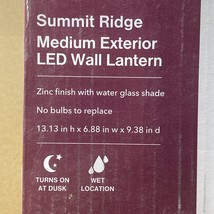 Summit Ridge
Medium Exterior
LED Wall Lantern
Zinc finish with water glass shade
No bulbs to replace
13.13 in h x 6.88 in w x 9.38 in d
TURNS ON
AT DUSK
WET
LOCATION